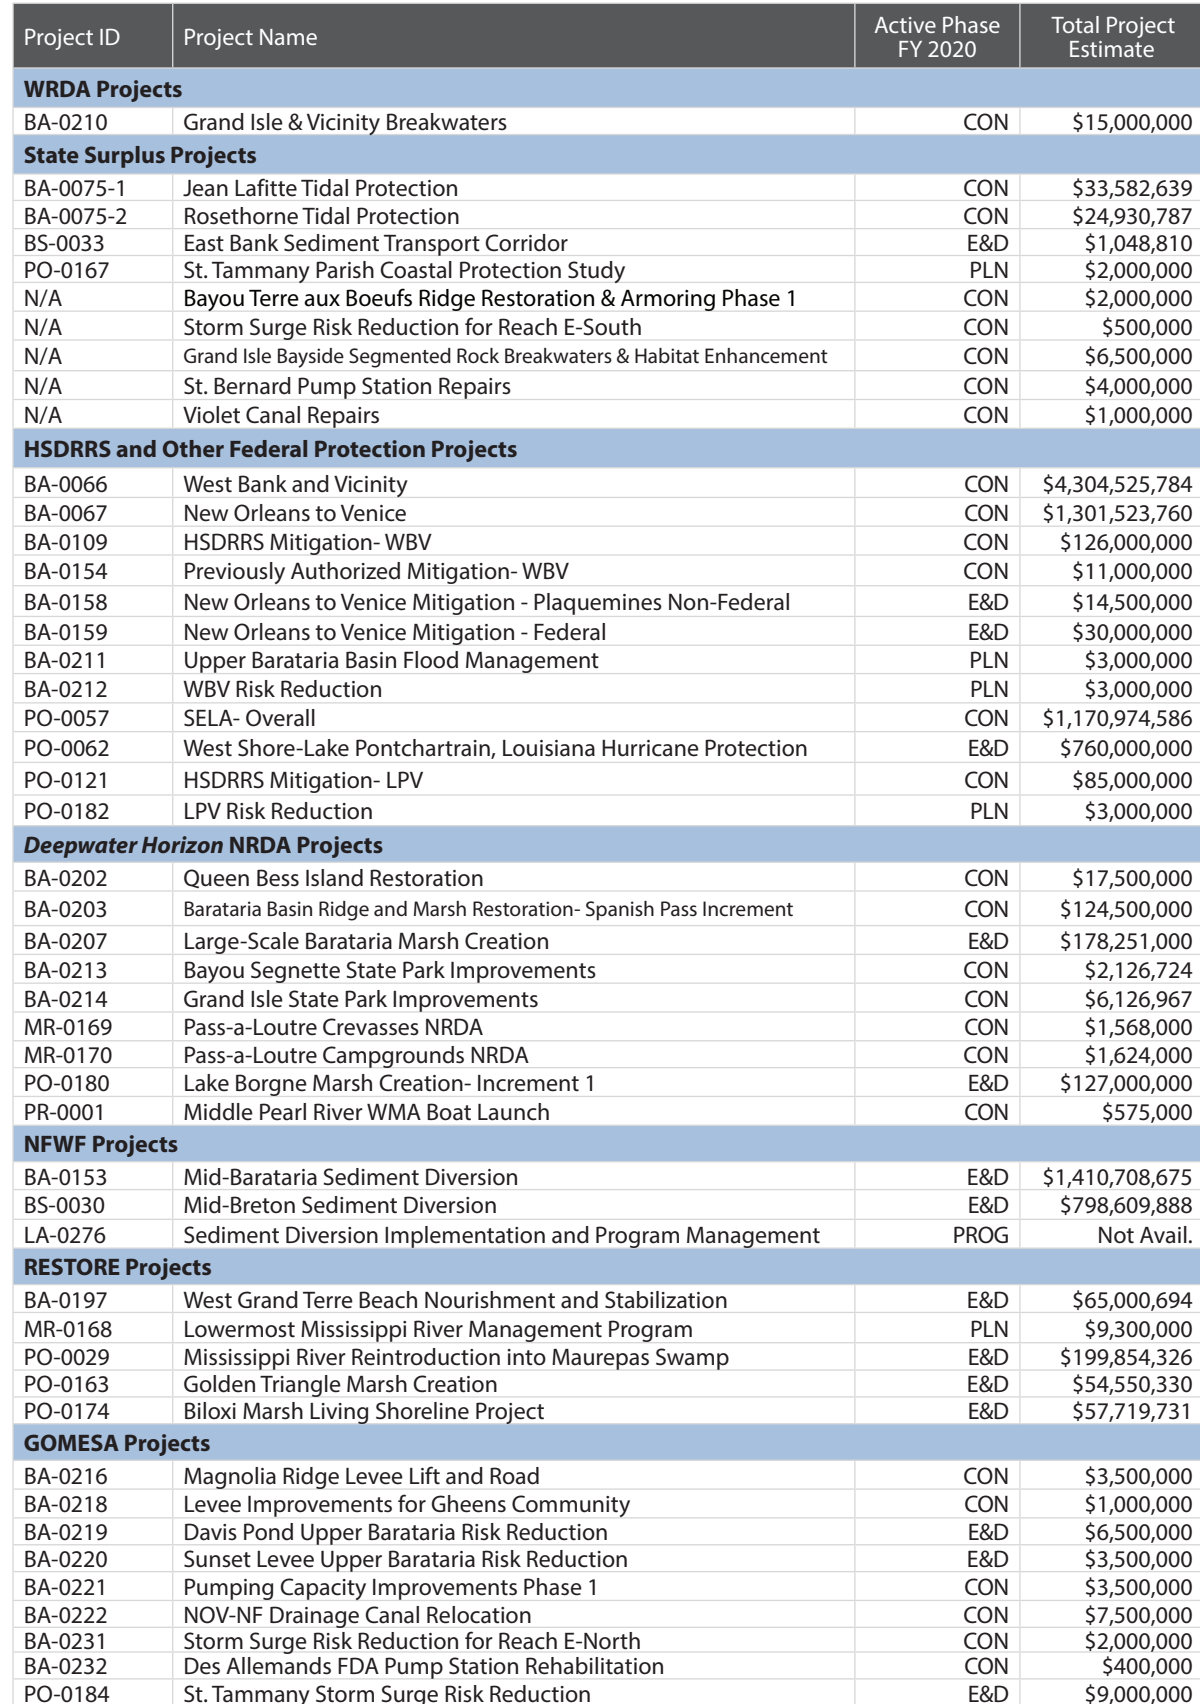 Project ID Project Name Active Phase FY 2020 Total Project Estimate
WRDA Projects
BA-0210 Grand Isle & Vicinity Breakwaters CON $15,000,000
State Surplus Projects
BA-0075-1 Jean Lafitte Tidal Protection CON $33,582,639
BA-0075-2 Rosethorne Tidal Protection CON $24,930,787
BS-0033 East Bank Sediment Transport Corridor E&D $1,048,810
PO-0167 St. Tammany Parish Coastal Protection Study PLN $2,000,000
N/A Bayou Terre aux Boeufs Ridge Restoration & Armoring Phase 1 CON $2,000,000
N/A Storm Surge Risk Reduction for Reach E-South CON $500,000
N/A Grand Isle Bayside Segmented Rock Breakwaters & Habitat Enhancement CON $6,500,000
N/A St. Bernard Pump Station Repairs CON $4,000,000
N/A Violet Canal Repairs CON $1,000,000
HSDRRS and Other Federal Protection Projects
BA-0066 West Bank and Vicinity CON $4,304,525,784
BA-0067 New Orleans to Venice CON $1,301,523,760
BA-0109 HSDRRS Mitigation- WBV CON $126,000,000
BA-0154 Previously Authorized Mitigation- WBV CON $11,000,000
BA-0158 New Orleans to Venice Mitigation - Plaquemines Non-Federal E&D $14,500,000
BA-0159 New Orleans to Venice Mitigation - Federal E&D $30,000,000
BA-0211 Upper Barataria Basin Flood Management PLN $3,000,000
BA-0212 WBV Risk Reduction PLN $3,000,000
PO-0057 SELA- Overall CON $1,170,974,586
PO-0062 West Shore-Lake Pontchartrain, Louisiana Hurricane Protection E&D $760,000,000
PO-0121 HSDRRS Mitigation- LPV CON $85,000,000
PO-0182 LPV Risk Reduction PLN $3,000,000
Deepwater Horizon NRDA Projects
BA-0202 Queen Bess Island Restoration CON $17,500,000
BA-0203 Barataria Basin Ridge and Marsh Restoration- Spanish Pass Increment CON $124,500,000
BA-0207 Large-Scale Barataria Marsh Creation E&D $178,251,000
BA-0213 Bayou Segnette State Park Improvements CON $2,126,724
BA-0214 Grand Isle State Park Improvements CON $6,126,967
MR-0169 Pass-a-Loutre Crevasses NRDA CON $1,568,000
MR-0170 Pass-a-Loutre Campgrounds NRDA CON $1,624,000
PO-0180 Lake Borgne Marsh Creation- Increment 1 E&D $127,000,000
PR-0001 Middle Pearl River WMA Boat Launch CON $575,000
NFWF Projects
BA-0153 Mid-Barataria Sediment Diversion E&D $1,410,708,675
BS-0030 Mid-Breton Sediment Diversion E&D $798,609,888
LA-0276 Sediment Diversion Implementation and Program Management PROG Not Avail.
RESTORE Projects
BA-0197 West Grand Terre Beach Nourishment and Stabilization E&D $65,000,694
MR-0168 Lowermost Mississippi River Management Program PLN $9,300,000
PO-0029 Mississippi River Reintroduction into Maurepas Swamp E&D $199,854,326
PO-0163 Golden Triangle Marsh Creation E&D $54,550,330
PO-0174 Biloxi Marsh Living Shoreline Project E&D $57,719,731
GOMESA Projects
BA-0216 Magnolia Ridge Levee Lift and Road CON $3,500,000
BA-0218 Levee Improvements for Gheens Community CON $1,000,000
BA-0219 Davis Pond Upper Barataria Risk Reduction E&D $6,500,000
BA-0220 Sunset Levee Upper Barataria Risk Reduction E&D $3,500,000
BA-0221 Pumping Capacity Improvements Phase 1 CON $3,500,000
BA-0222 NOV-NF Drainage Canal Relocation CON $7,500,000
BA-0231 Storm Surge Risk Reduction for Reach E-North CON $2,000,000
BA-0232 Des Allemands FDA Pump Station Rehabilitation CON $400,000
PO-0184 St. Tammany Storm Surge Risk Reduction E&D $9,000,000